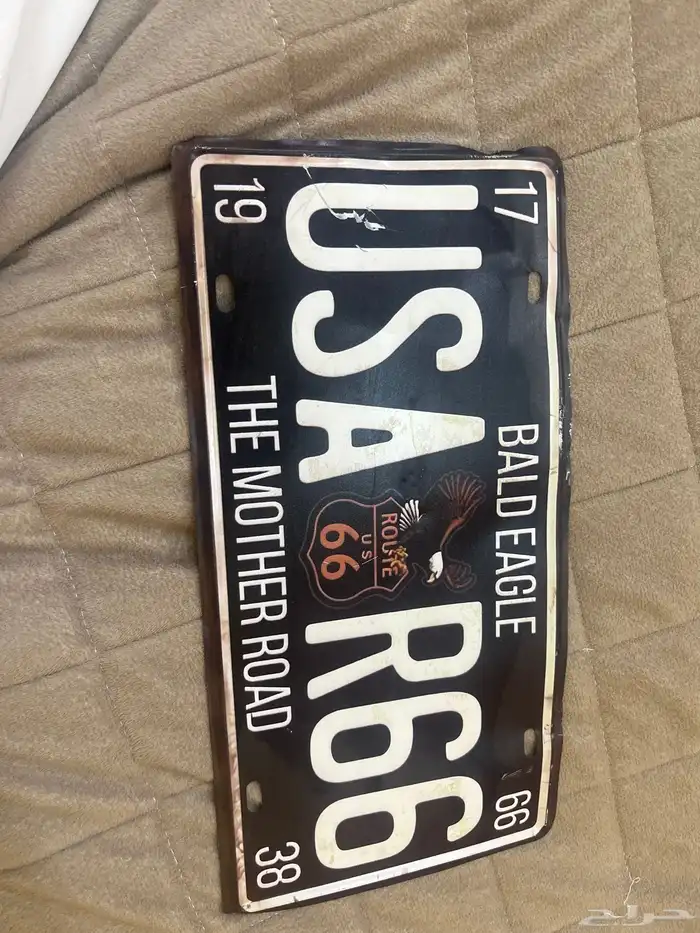 17 BALD EAGLE 66
USA R66
ROUTE
US
66
19 THE MOTHER ROAD 38
حراج